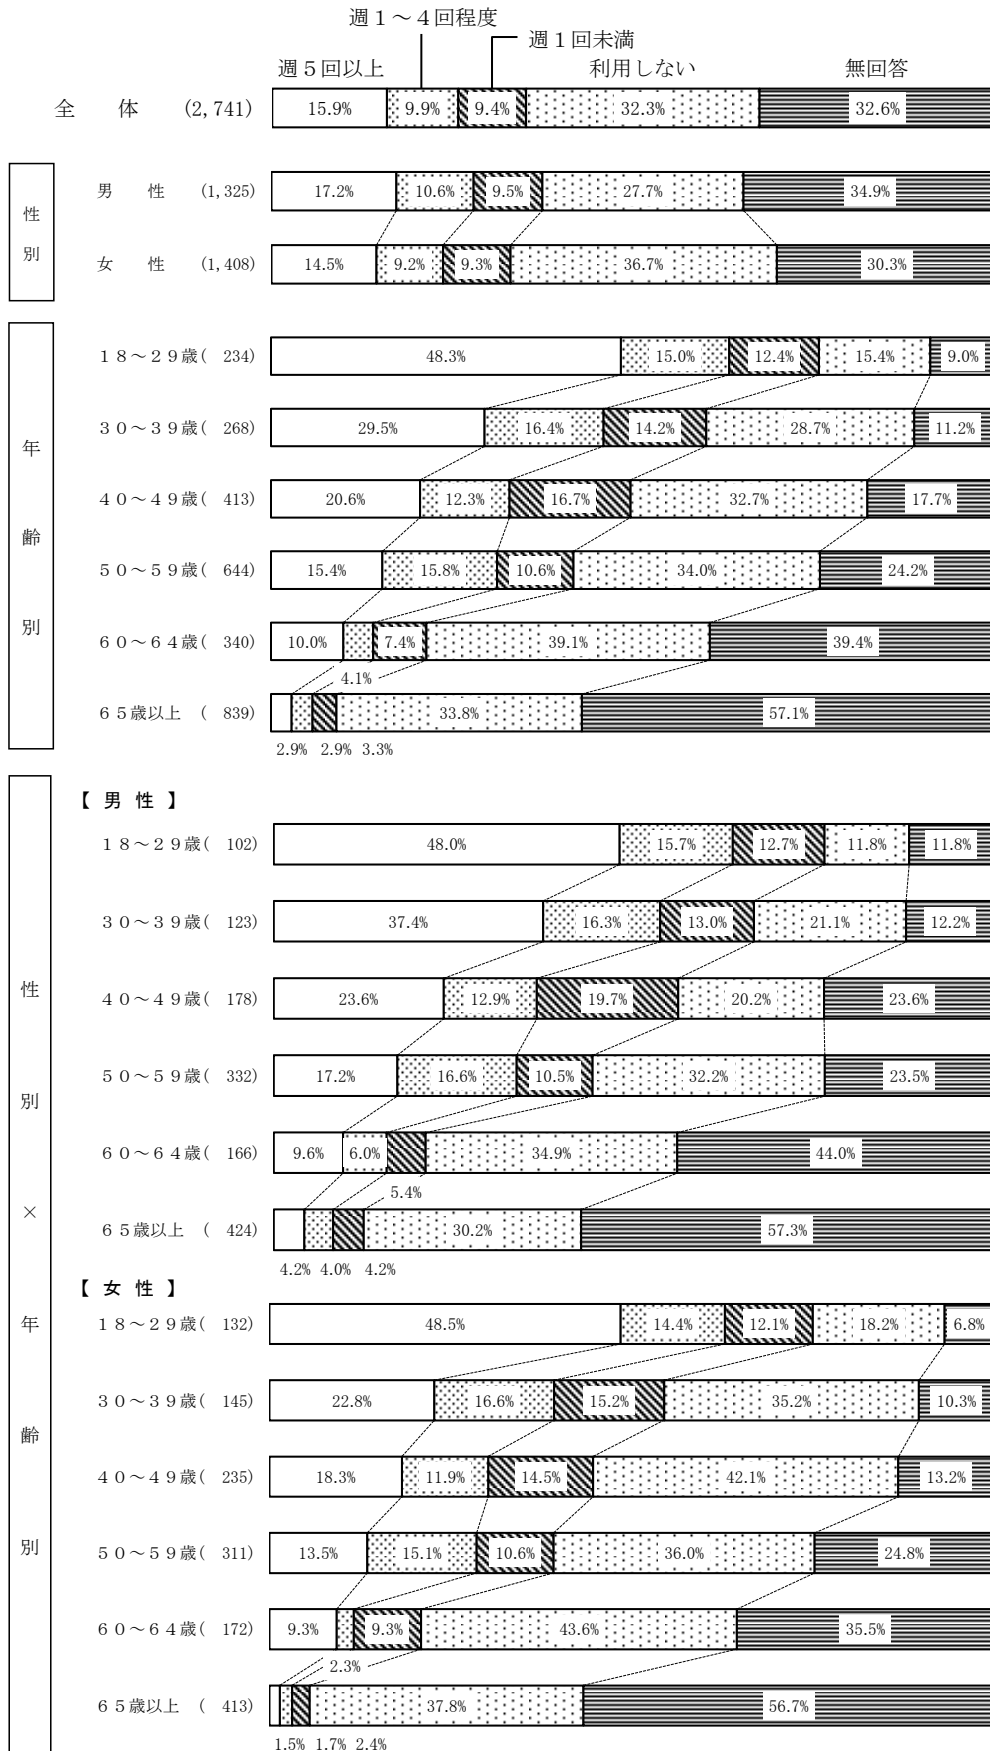 週１～４回程度
週１回未満
週５回以上 利用しない 無回答
全 体 (2,741) 15.9% 9.9% 9.4% 32.3% 32.6%
性別
男 性 (1,325) 17.2% 10.6% 9.5% 27.7% 34.9%
女 性 (1,408) 14.5% 9.2% 9.3% 36.7% 30.3%
年齢別
１８～２９歳( 234) 48.3% 15.0% 12.4% 15.4% 9.0%
３０～３９歳( 268) 29.5% 16.4% 14.2% 28.7% 11.2%
４０～４９歳( 413) 20.6% 12.3% 16.7% 32.7% 17.7%
５０～５９歳( 644) 15.4% 15.8% 10.6% 34.0% 24.2%
６０～６４歳( 340) 10.0% 7.4% 39.1% 39.4%
4.1%
６５歳以上 ( 839) 33.8% 57.1%
2.9% 2.9% 3.3%
性別×年齢別
【 男 性 】
１８～２９歳( 102) 48.0% 15.7% 12.7% 11.8% 11.8%
３０～３９歳( 123) 37.4% 16.3% 13.0% 21.1% 12.2%
４０～４９歳( 178) 23.6% 12.9% 19.7% 20.2% 23.6%
５０～５９歳( 332) 17.2% 16.6% 10.5% 32.2% 23.5%
６０～６４歳( 166) 9.6% 6.0% 34.9% 44.0%
5.4%
６５歳以上 ( 424) 30.2% 57.3%
4.2% 4.0% 4.2%
【 女 性 】
１８～２９歳( 132) 48.5% 14.4% 12.1% 18.2% 6.8%
３０～３９歳( 145) 22.8% 16.6% 15.2% 35.2% 10.3%
４０～４９歳( 235) 18.3% 11.9% 14.5% 42.1% 13.2%
５０～５９歳( 311) 13.5% 15.1% 10.6% 36.0% 24.8%
６０～６４歳( 172) 9.3% 9.3% 43.6% 35.5%
2.3%
６５歳以上 ( 413) 37.8% 56.7%
1.5% 1.7% 2.4%